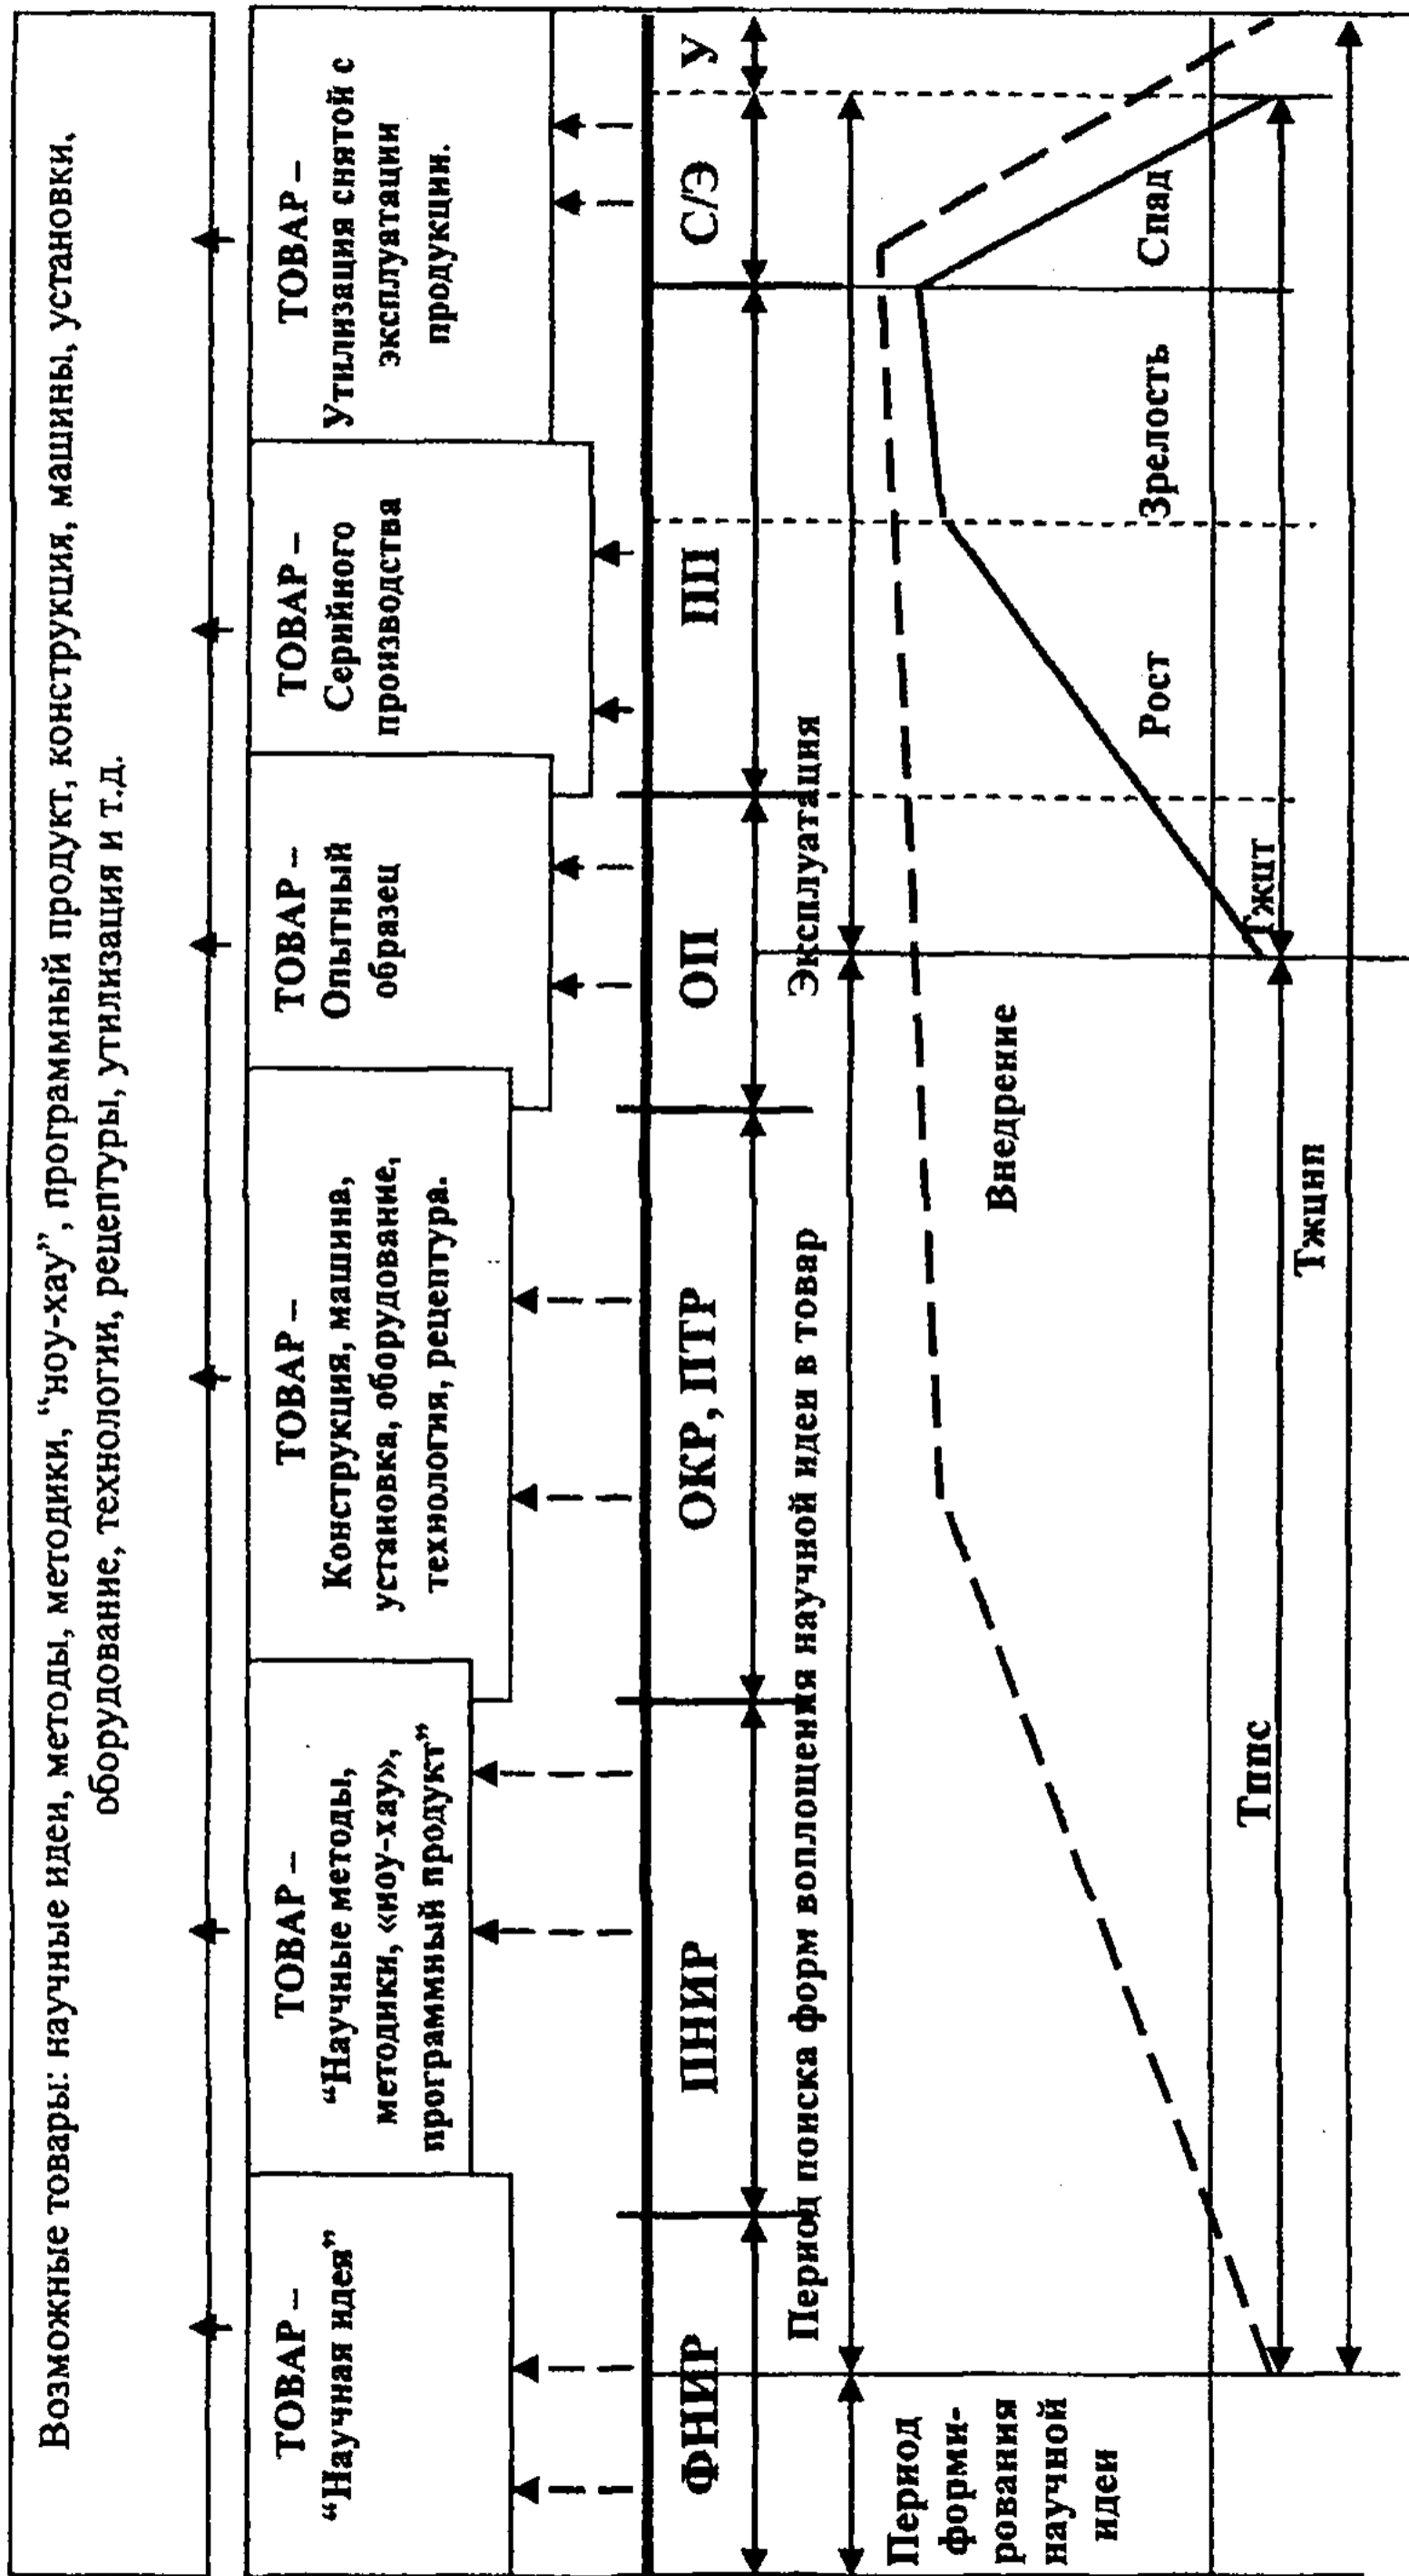 Возможные товары: научные идеи, методы, методики, “ноу-хау”, программный продукт, конструкция, машины, установки,
оборудование, технологии, рецептуры, утилизация и т.д.
ТОВАР –
“Научная идея”
ТОВАР –
“Научные методы,
методики, «ноу-хау»,
программный продукт”
ТОВАР –
Конструкция, машина,
установка, оборудование,
технология, рецептура.
ТОВАР –
Опытный
образец
ТОВАР –
Серийного
производства
ТОВАР –
Утилизация снятой с
эксплуатации
продукции.
ФНИР
ПНИР
ОКР, ПТР
ОП
ПП
С/Э
У
Период поиска форм воплощения научной идеи в товар
Эксплуатация
Период
форми-
рования
научной
идеи
Внедрение
Рост
Зрелость
Спад
Тппс
Тжцт
Тжцнп